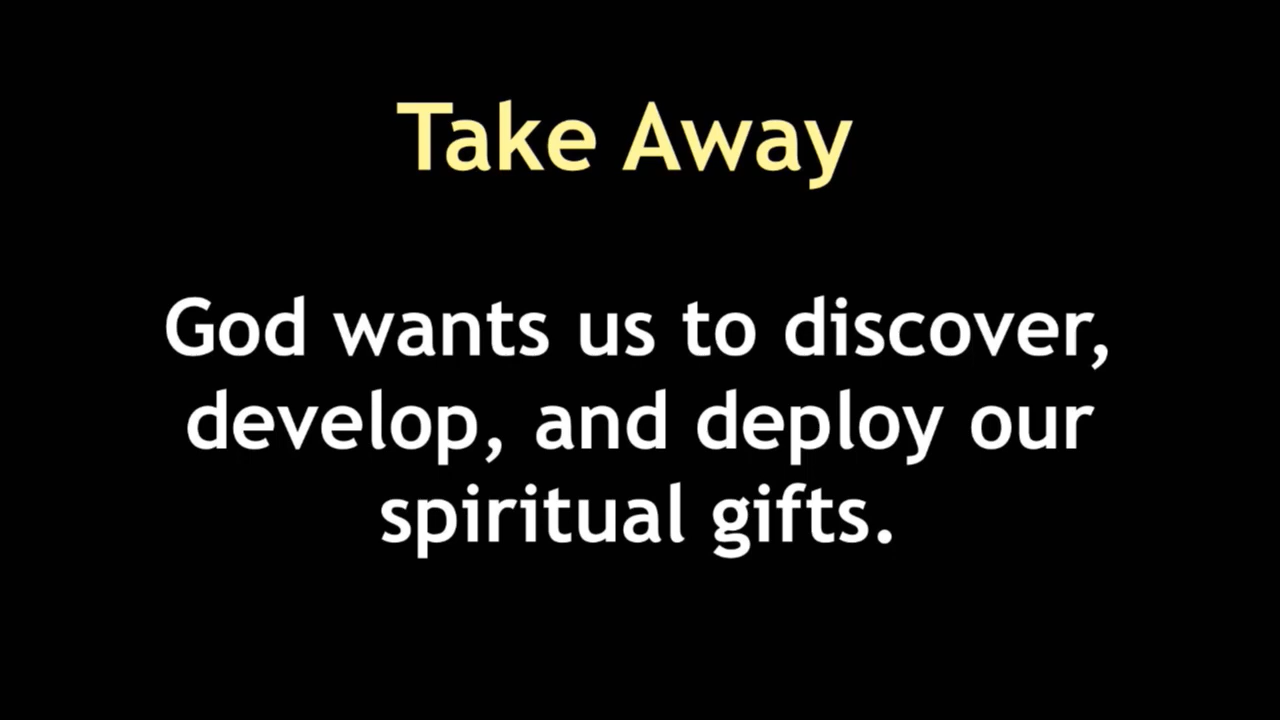 Take Away
God wants us to discover,
develop, and deploy our
spiritual gifts.